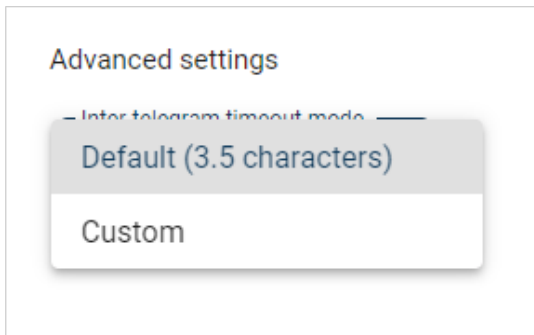 Advanced settings
Inter telegram timeout mode
Default (3.5 characters)
Custom